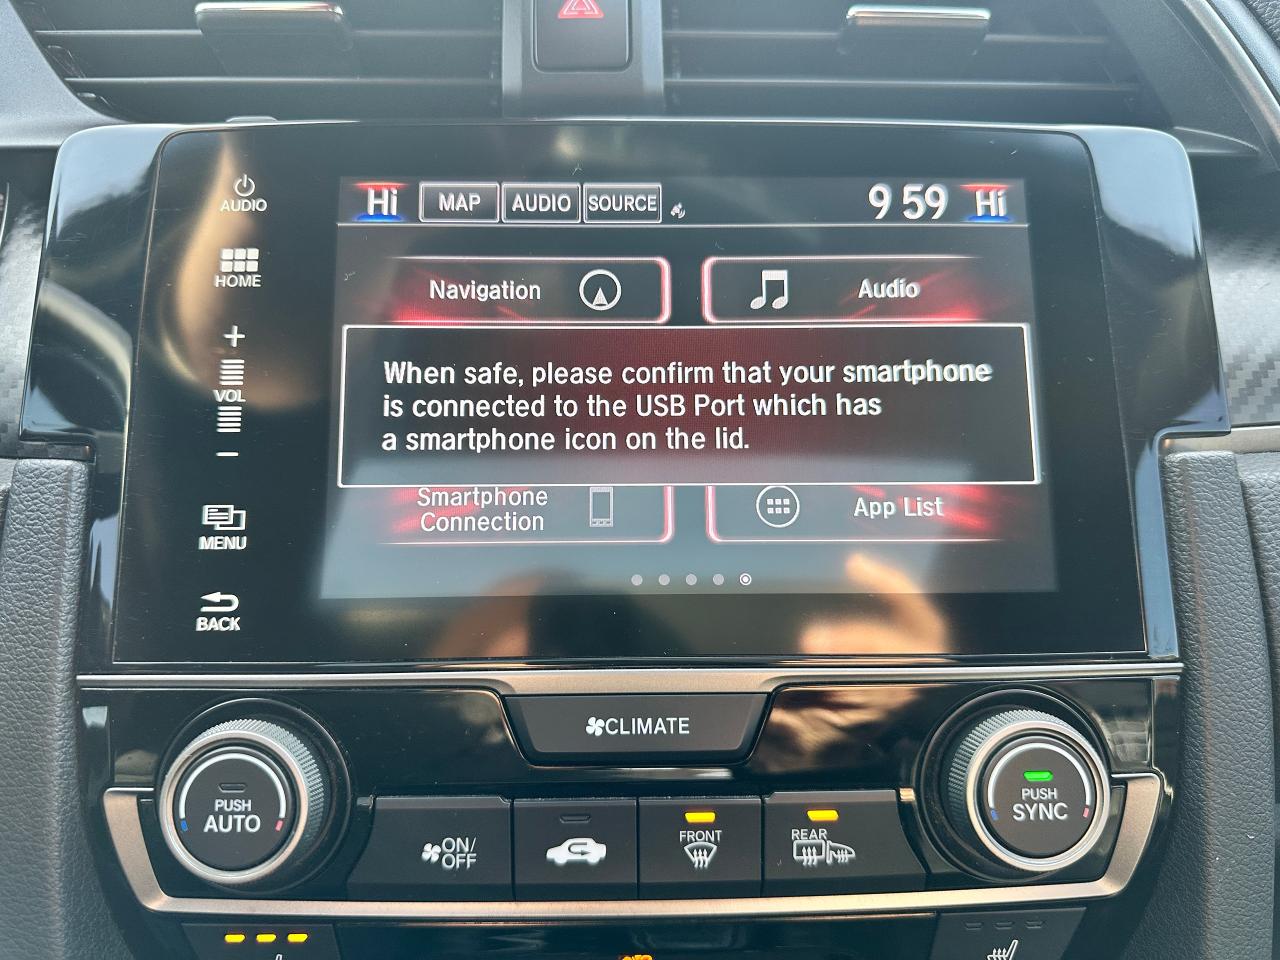 AUDIO
HOME
+
VOL
−
MENU
BACK
Hi MAP AUDIO SOURCE 9 59 Hi
Navigation
Audio
When safe, please confirm that your smartphone
is connected to the USB Port which has
a smartphone icon on the lid.
Smartphone
Connection
App List
CLIMATE
PUSH
AUTO
ON/
OFF
FRONT
REAR
PUSH
SYNC